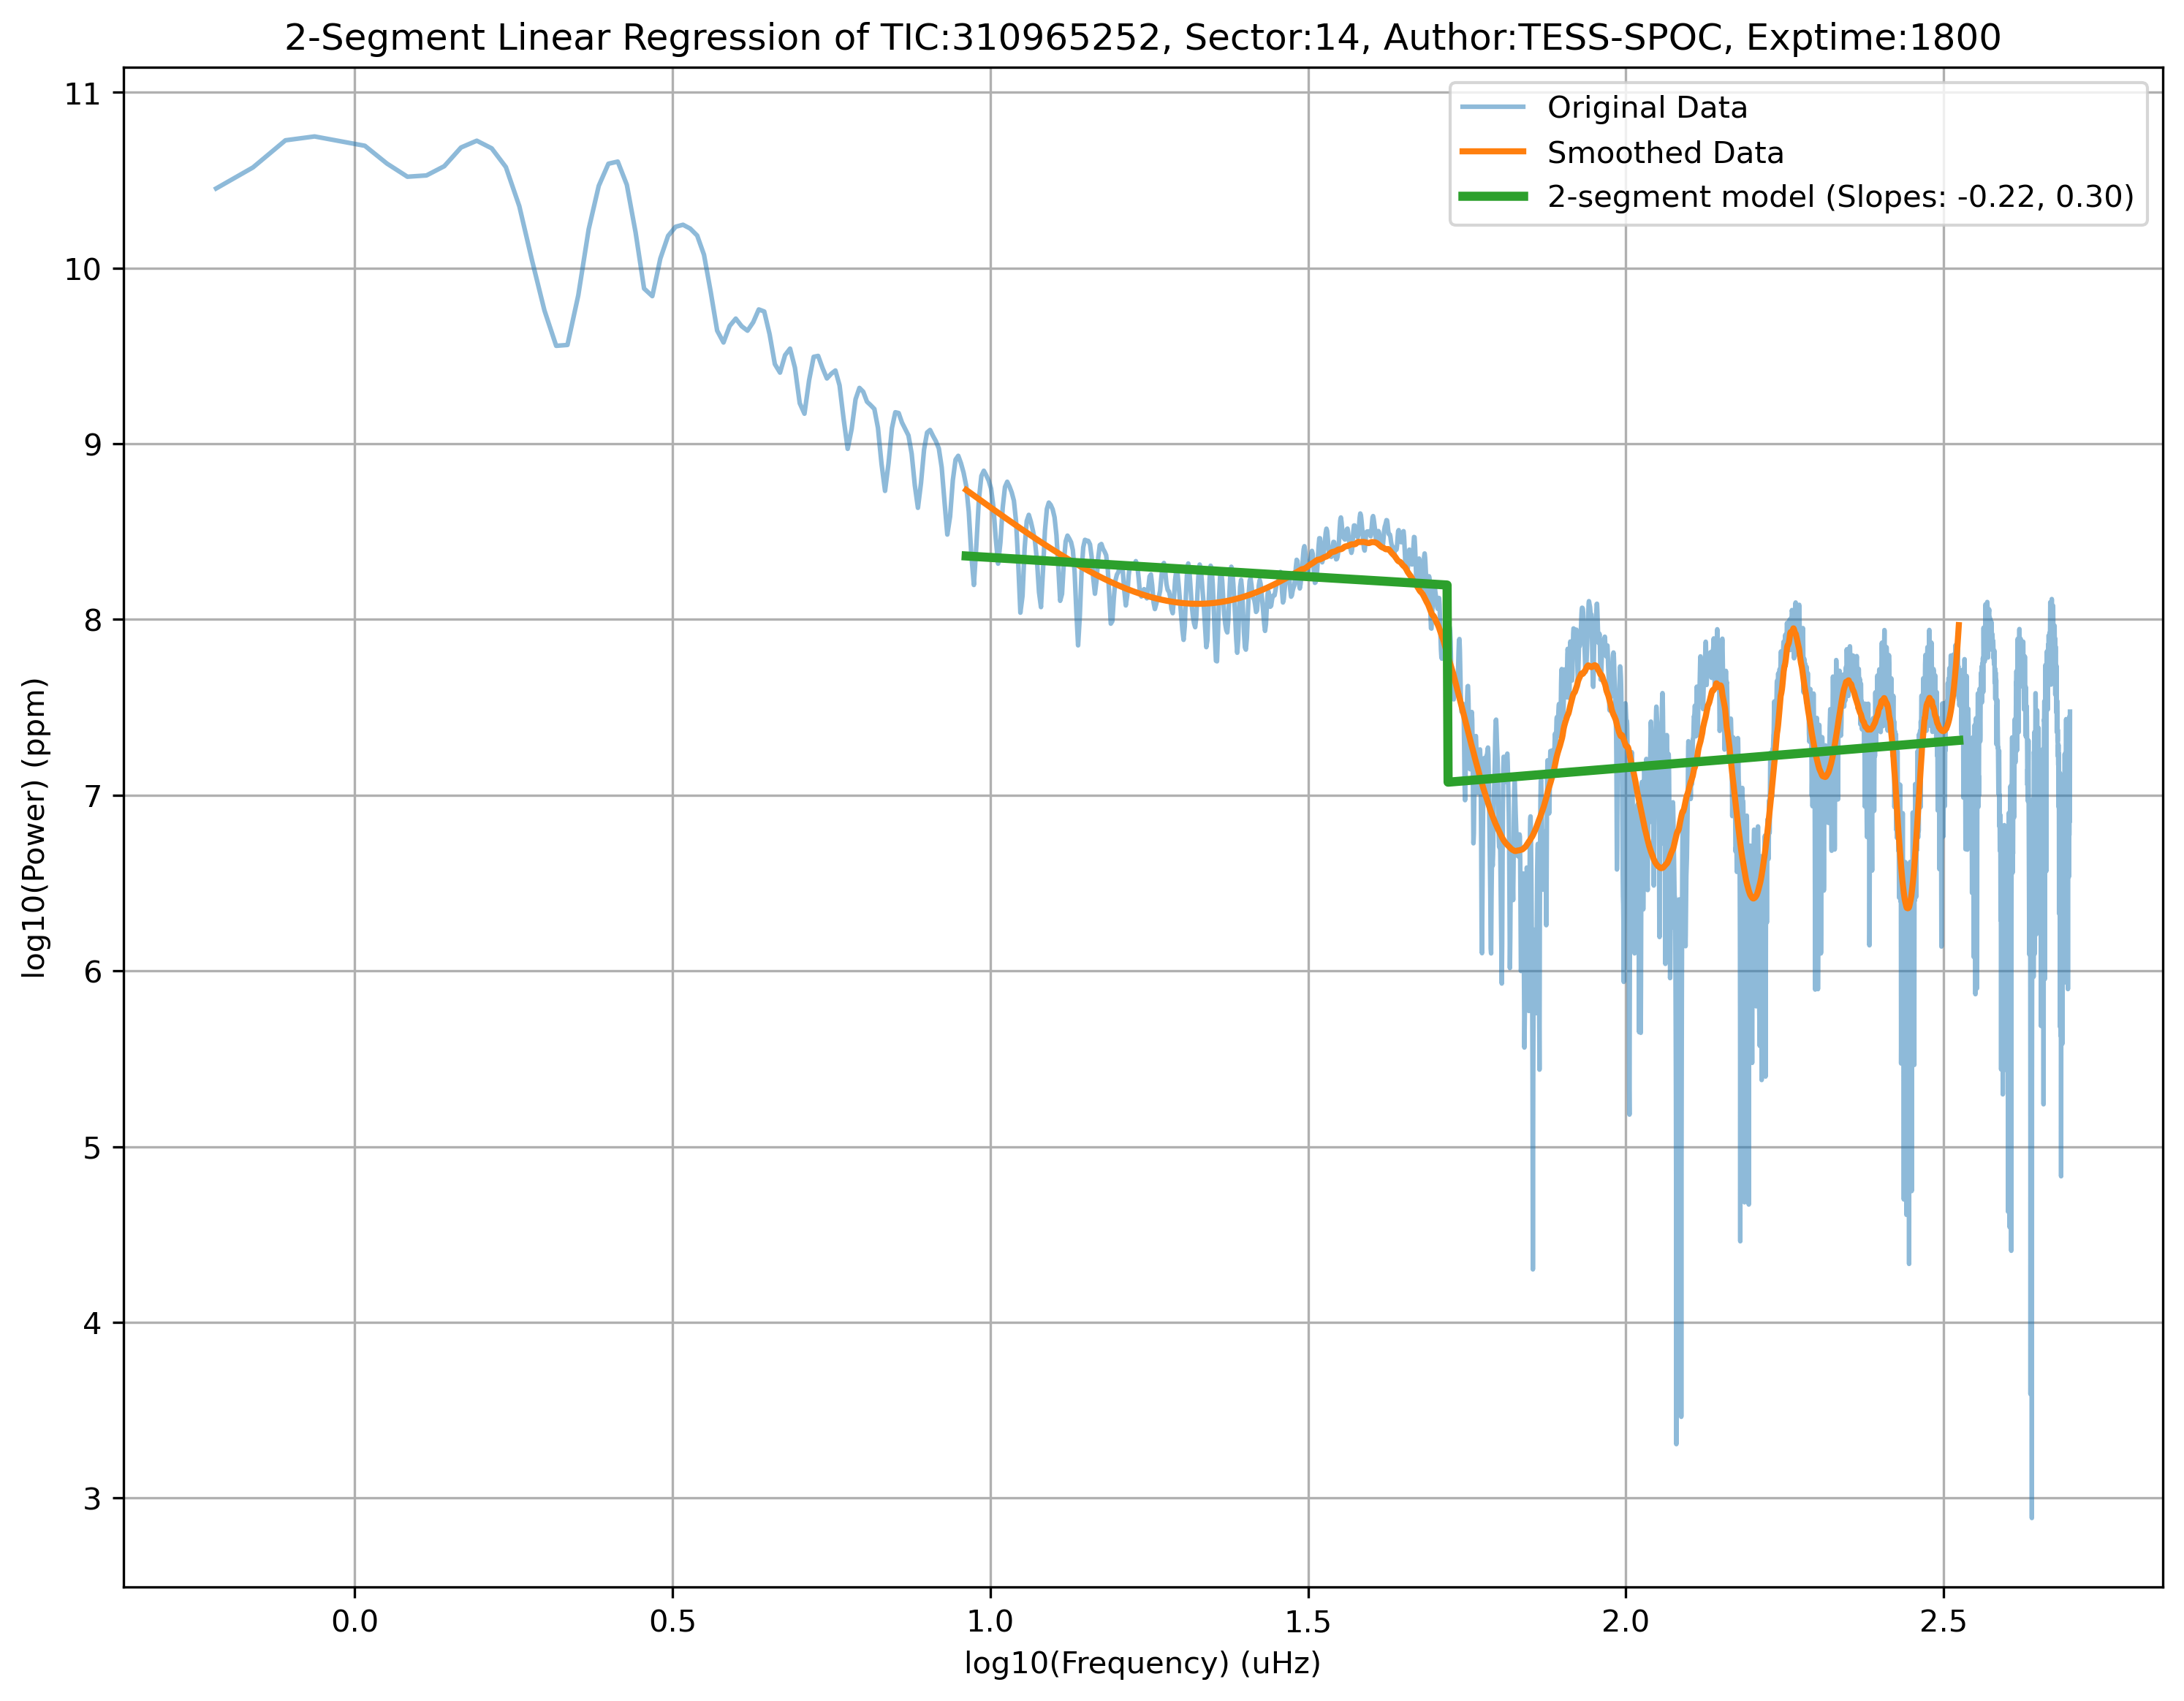 2-Segment Linear Regression of TIC:310965252, Sector:14, Author:TESS-SPOC, Exptime:1800
Original Data
Smoothed Data
2-segment model (Slopes: -0.22, 0.30)
log10(Power) (ppm)
11
10
9
8
7
6
5
4
3
0.0 0.5 1.0 1.5 2.0 2.5
log10(Frequency) (uHz)